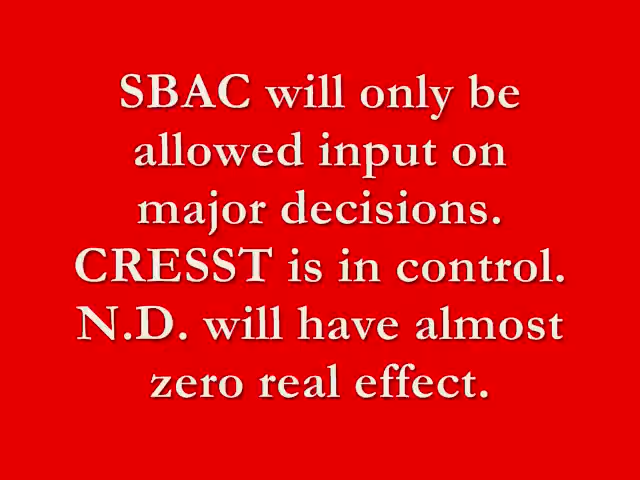 SBAC will only be
allowed input on
major decisions.
CRESST is in control.
N.D. will have almost
zero real effect.